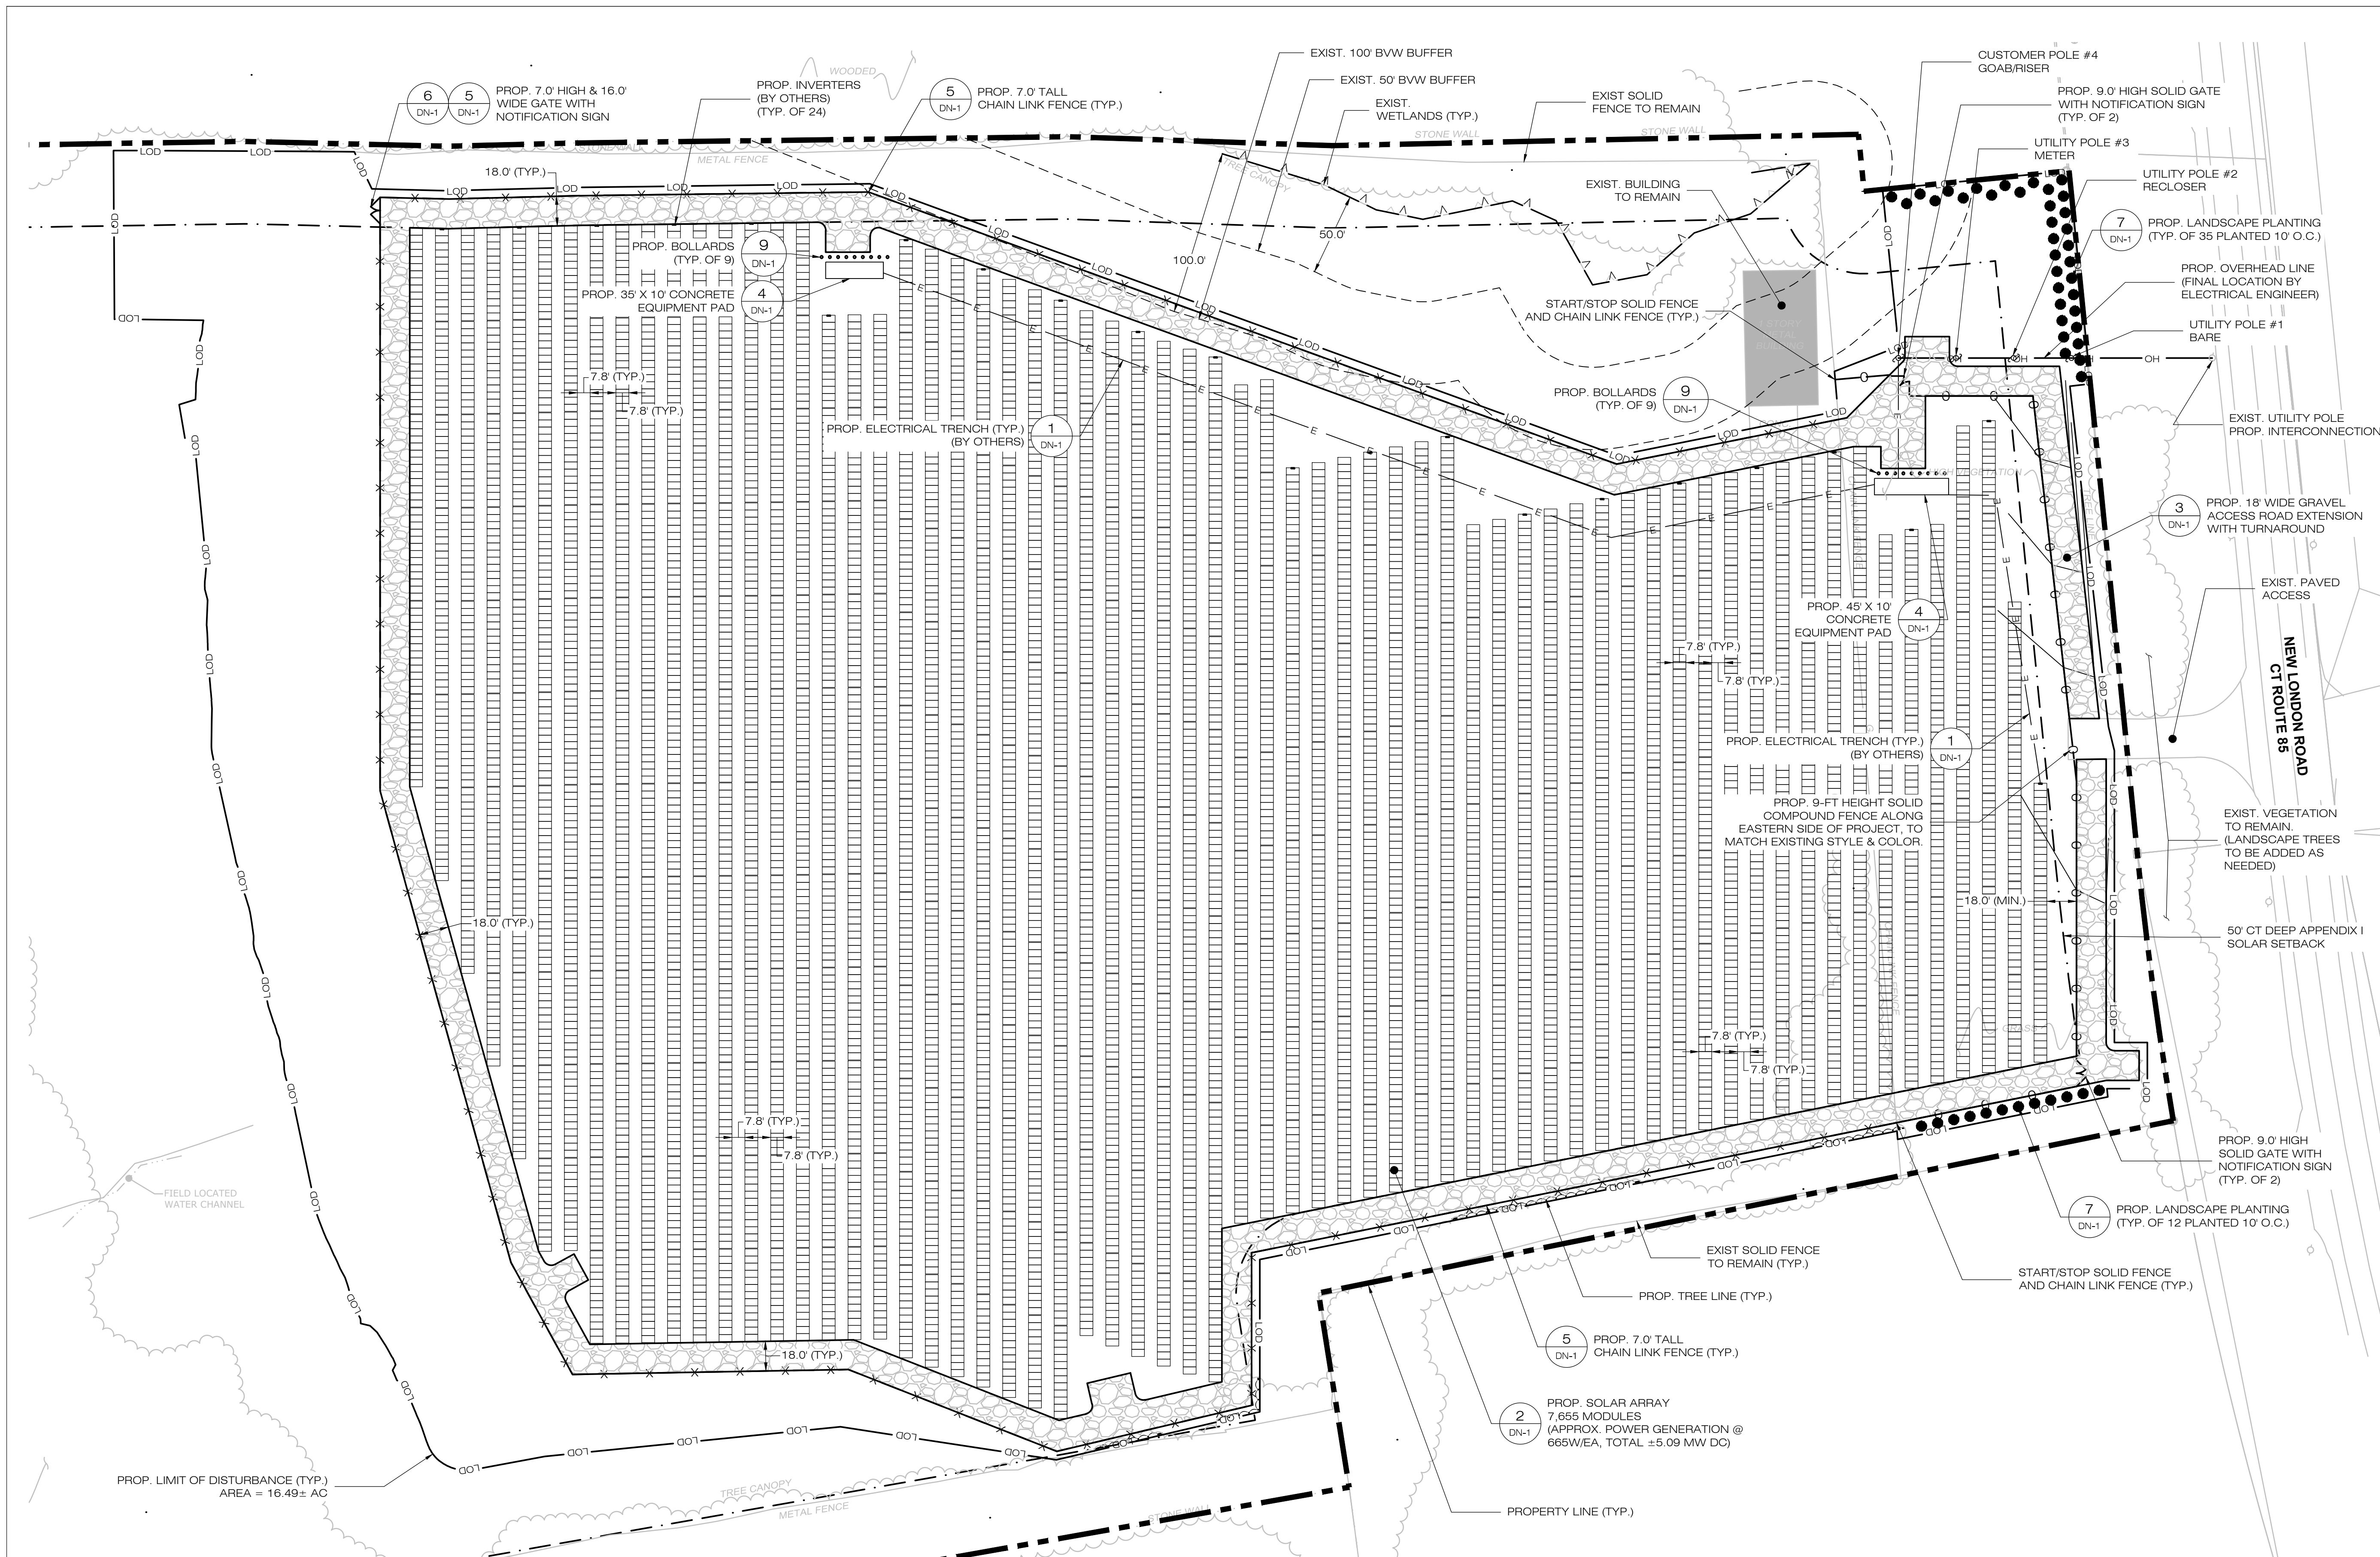 WOODED
EXIST. 100' BVW BUFFER
EXIST. 50' BVW BUFFER
EXIST.
WETLANDS (TYP.)
EXIST SOLID
FENCE TO REMAIN
CUSTOMER POLE #4
GOAB/RISER
PROP. 9.0' HIGH SOLID GATE
WITH NOTIFICATION SIGN
(TYP. OF 2)
UTILITY POLE #3
METER
UTILITY POLE #2
RECLOSER
6
DN-1
5
DN-1
PROP. 7.0' HIGH & 16.0'
WIDE GATE WITH
NOTIFICATION SIGN
PROP. INVERTERS
(BY OTHERS)
(TYP. OF 24)
5
DN-1
PROP. 7.0' TALL
CHAIN LINK FENCE (TYP.)
STONE WALL
STONE WALL
METAL FENCE
TREE CANOPY
LOD
LOD
LOD
LOD
LOD
LOD
LOD
18.0' (TYP.)
EXIST. BUILDING
TO REMAIN
7
DN-1
PROP. LANDSCAPE PLANTING
(TYP. OF 35 PLANTED 10' O.C.)
PROP. OVERHEAD LINE
(FINAL LOCATION BY
ELECTRICAL ENGINEER)
UTILITY POLE #1
BARE
OH
OH
OH
PROP. BOLLARDS
(TYP. OF 9)
9
DN-1
PROP. 35' X 10' CONCRETE
EQUIPMENT PAD
4
DN-1
50.0'
100.0'
START/STOP SOLID FENCE
AND CHAIN LINK FENCE (TYP.)
BUILDING
7.8' (TYP.)
7.8' (TYP.)
PROP. ELECTRICAL TRENCH (TYP.)
(BY OTHERS)
1
DN-1
PROP. BOLLARDS
(TYP. OF 9)
9
DN-1
EXIST. UTILITY POLE
PROP. INTERCONNECTION
VEGETATION
TREE LINE
3
DN-1
PROP. 18' WIDE GRAVEL
ACCESS ROAD EXTENSION
WITH TURNAROUND
EXIST. PAVED
ACCESS
PROP. 45' X 10'
CONCRETE
EQUIPMENT PAD
4
DN-1
7.8' (TYP.)
7.8' (TYP.)
NEW LONDON ROAD
CT ROUTE 85
PROP. ELECTRICAL TRENCH (TYP.)
(BY OTHERS)
1
DN-1
PROP. 9-FT HEIGHT SOLID
COMPOUND FENCE ALONG
EASTERN SIDE OF PROJECT, TO
MATCH EXISTING STYLE & COLOR.
EXIST. VEGETATION
TO REMAIN.
(LANDSCAPE TREES
TO BE ADDED AS
NEEDED)
18.0' (MIN.)
18.0' (TYP.)
50' CT DEEP APPENDIX I
SOLAR SETBACK
GRASS
7.8' (TYP.)
7.8' (TYP.)
7.8' (TYP.)
7.8' (TYP.)
FIELD LOCATED
WATER CHANNEL
PROP. 9.0' HIGH
SOLID GATE WITH
NOTIFICATION SIGN
(TYP. OF 2)
7
DN-1
PROP. LANDSCAPE PLANTING
(TYP. OF 12 PLANTED 10' O.C.)
EXIST SOLID FENCE
TO REMAIN (TYP.)
START/STOP SOLID FENCE
AND CHAIN LINK FENCE (TYP.)
PROP. TREE LINE (TYP.)
5
DN-1
PROP. 7.0' TALL
CHAIN LINK FENCE (TYP.)
18.0' (TYP.)
2
DN-1
PROP. SOLAR ARRAY
7,655 MODULES
(APPROX. POWER GENERATION @
665W/EA, TOTAL ±5.09 MW DC)
PROP. LIMIT OF DISTURBANCE (TYP.)
AREA = 16.49± AC
TREE CANOPY
METAL FENCE
STONE WALL
PROPERTY LINE (TYP.)